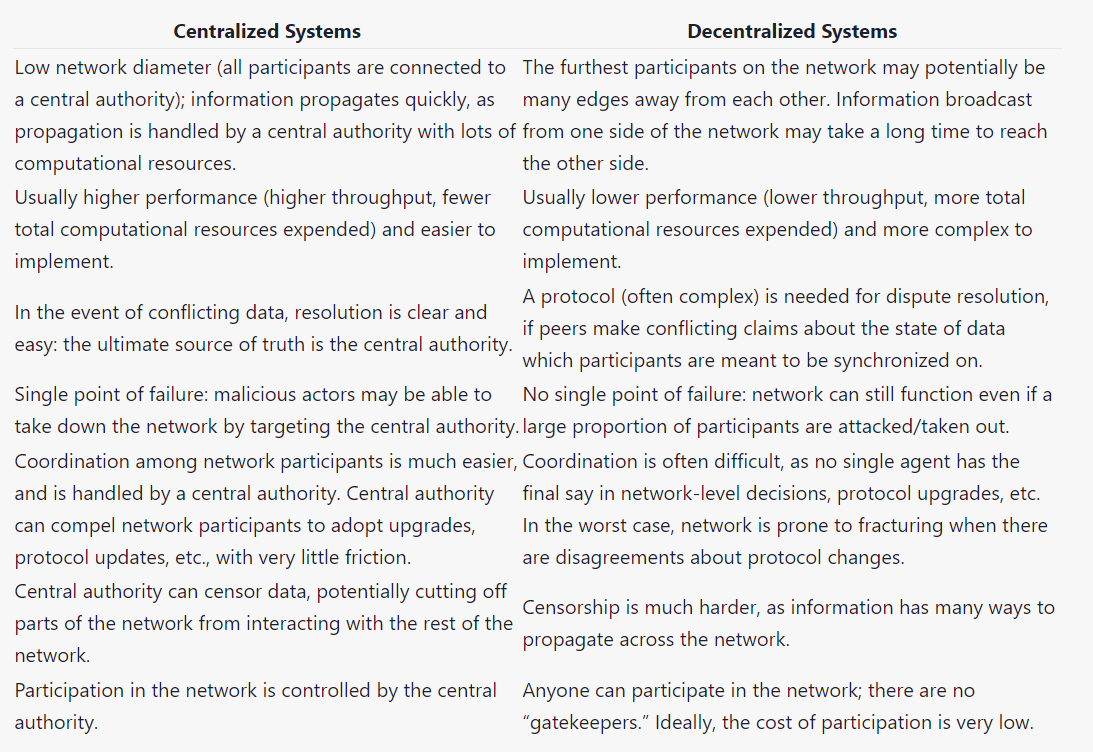 Centralized Systems
Decentralized Systems
Low network diameter (all participants are connected to
a central authority); information propagates quickly, as
propagation is handled by a central authority with lots of
computational resources.
The furthest participants on the network may potentially be
many edges away from each other. Information broadcast
from one side of the network may take a long time to reach
the other side.
Usually higher performance (higher throughput, fewer
total computational resources expended) and easier to
implement.
Usually lower performance (lower throughput, more total
computational resources expended) and more complex to
implement.
In the event of conflicting data, resolution is clear and
easy: the ultimate source of truth is the central authority.
A protocol (often complex) is needed for dispute resolution,
if peers make conflicting claims about the state of data
which participants are meant to be synchronized on.
Single point of failure: malicious actors may be able to
take down the network by targeting the central authority.
No single point of failure: network can still function even if a
large proportion of participants are attacked/taken out.
Coordination among network participants is much easier,
and is handled by a central authority. Central authority
can compel network participants to adopt upgrades,
protocol updates, etc., with very little friction.
Coordination is often difficult, as no single agent has the
final say in network-level decisions, protocol upgrades, etc.
In the worst case, network is prone to fracturing when there
are disagreements about protocol changes.
Central authority can censor data, potentially cutting off
parts of the network from interacting with the rest of the
network.
Censorship is much harder, as information has many ways to
propagate across the network.
Participation in the network is controlled by the central
authority.
Anyone can participate in the network; there are no
“gatekeepers.” Ideally, the cost of participation is very low.